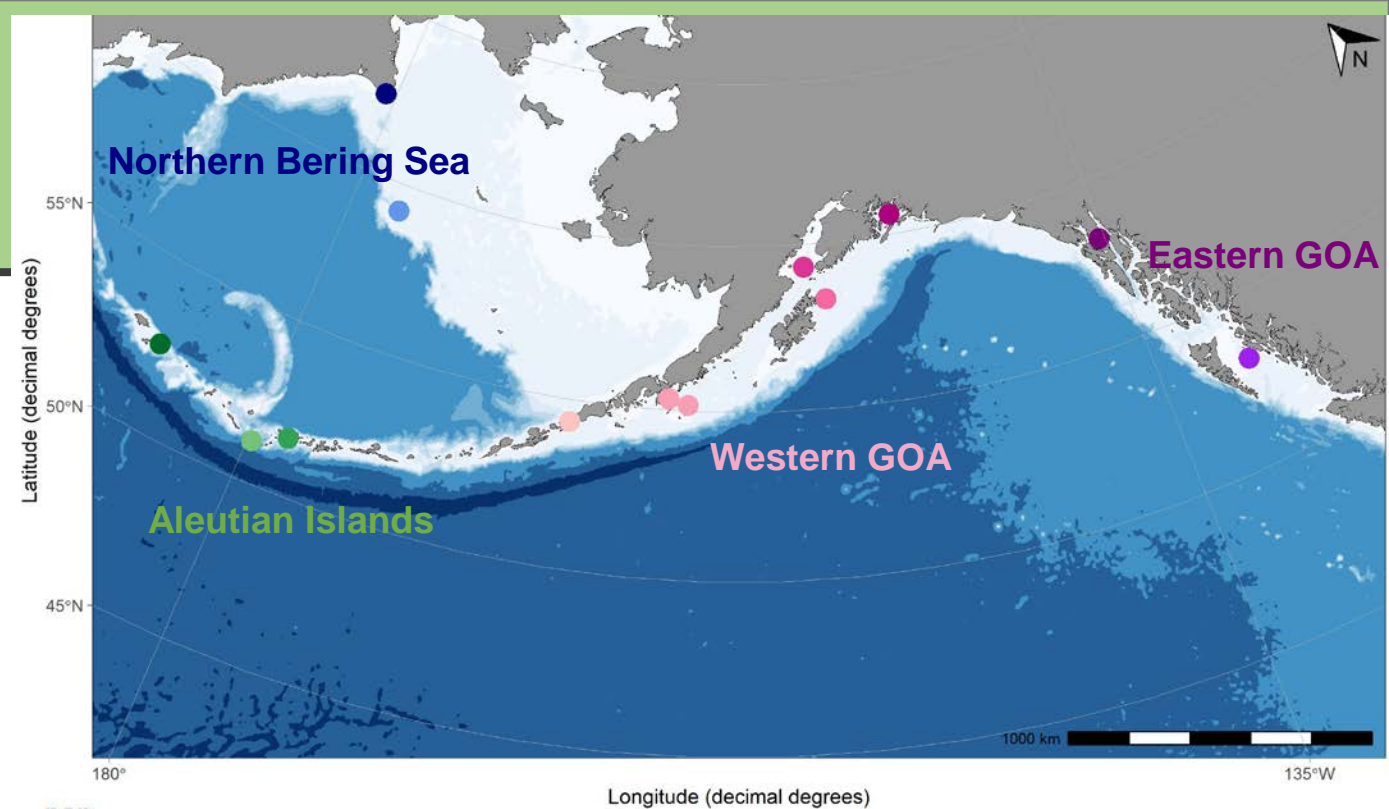 N
Northern Bering Sea
55°N
Eastern GOA
Latitude (decimal degrees)
50°N
Western GOA
Aleutian Islands
45°N
1000 km
180°
135°W
Longitude (decimal degrees)